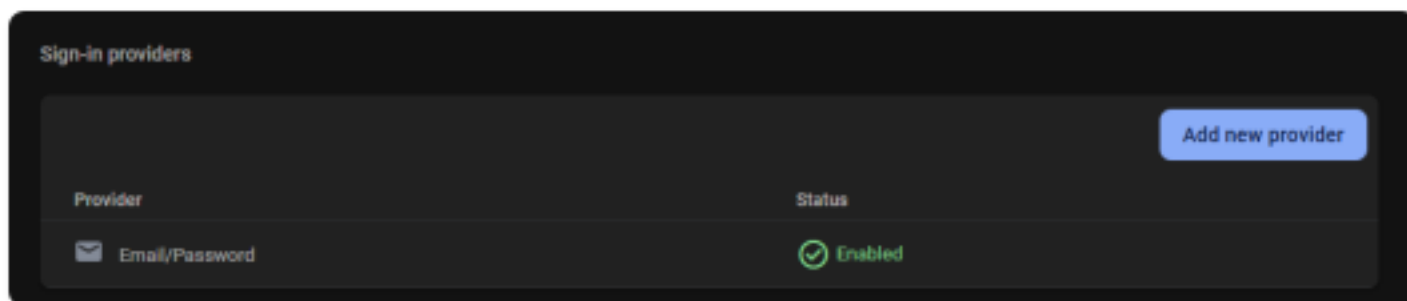 Sign-in providers
Add new provider
Provider Status
Email/Password Enabled